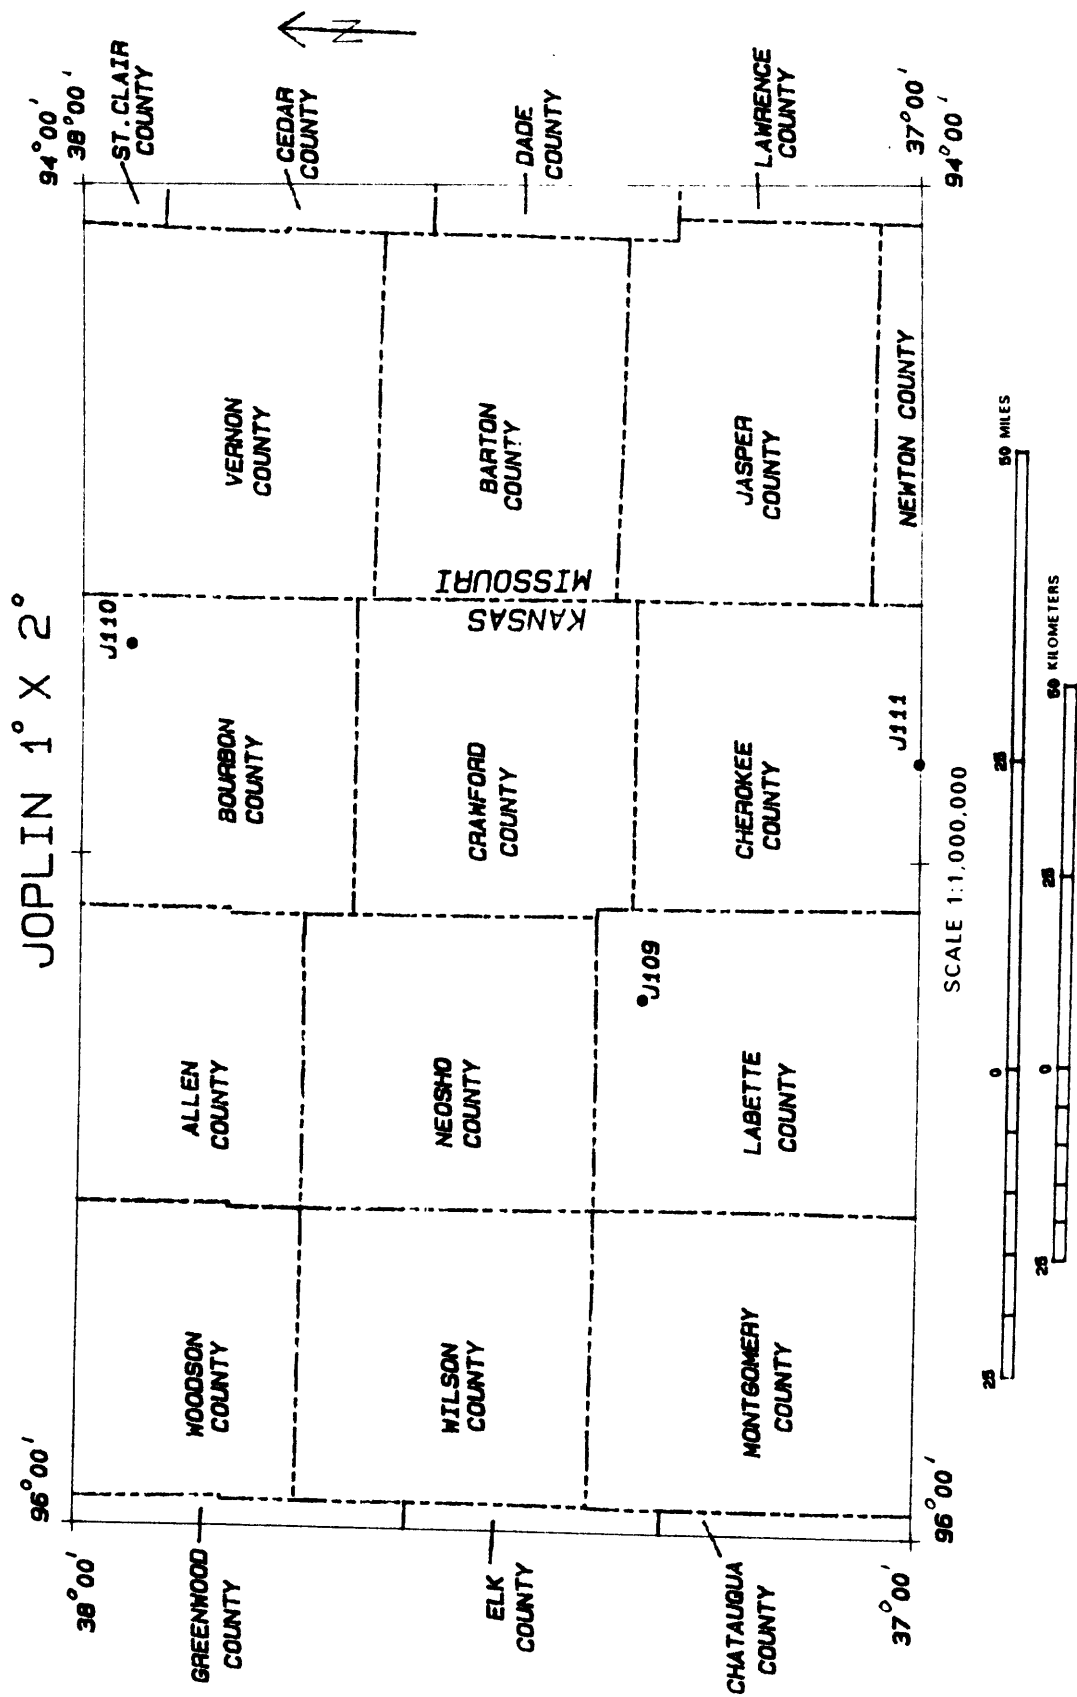 JOPLIN 1° X 2°
96°00'
94°00'
38°00'
38°00'
GREENWOOD
COUNTY
WOODSON
COUNTY
ALLEN
COUNTY
BOURBON
COUNTY
J110
VERNON
COUNTY
ST. CLAIR
COUNTY
CEDAR
COUNTY
N
ELK
COUNTY
WILSON
COUNTY
NEOSHO
COUNTY
CRAWFORD
COUNTY
KANSAS
MISSOURI
BARTON
COUNTY
DADE
COUNTY
CHATAUQUA
COUNTY
MONTGOMERY
COUNTY
LABETTE
COUNTY
J109
CHEROKEE
COUNTY
J111
JASPER
COUNTY
NEWTON COUNTY
LAWRENCE
COUNTY
37°00'
37°00'
96°00'
94°00'
SCALE 1:1,000,000
25 0 25 50 MILES
25 0 25 50 KILOMETERS